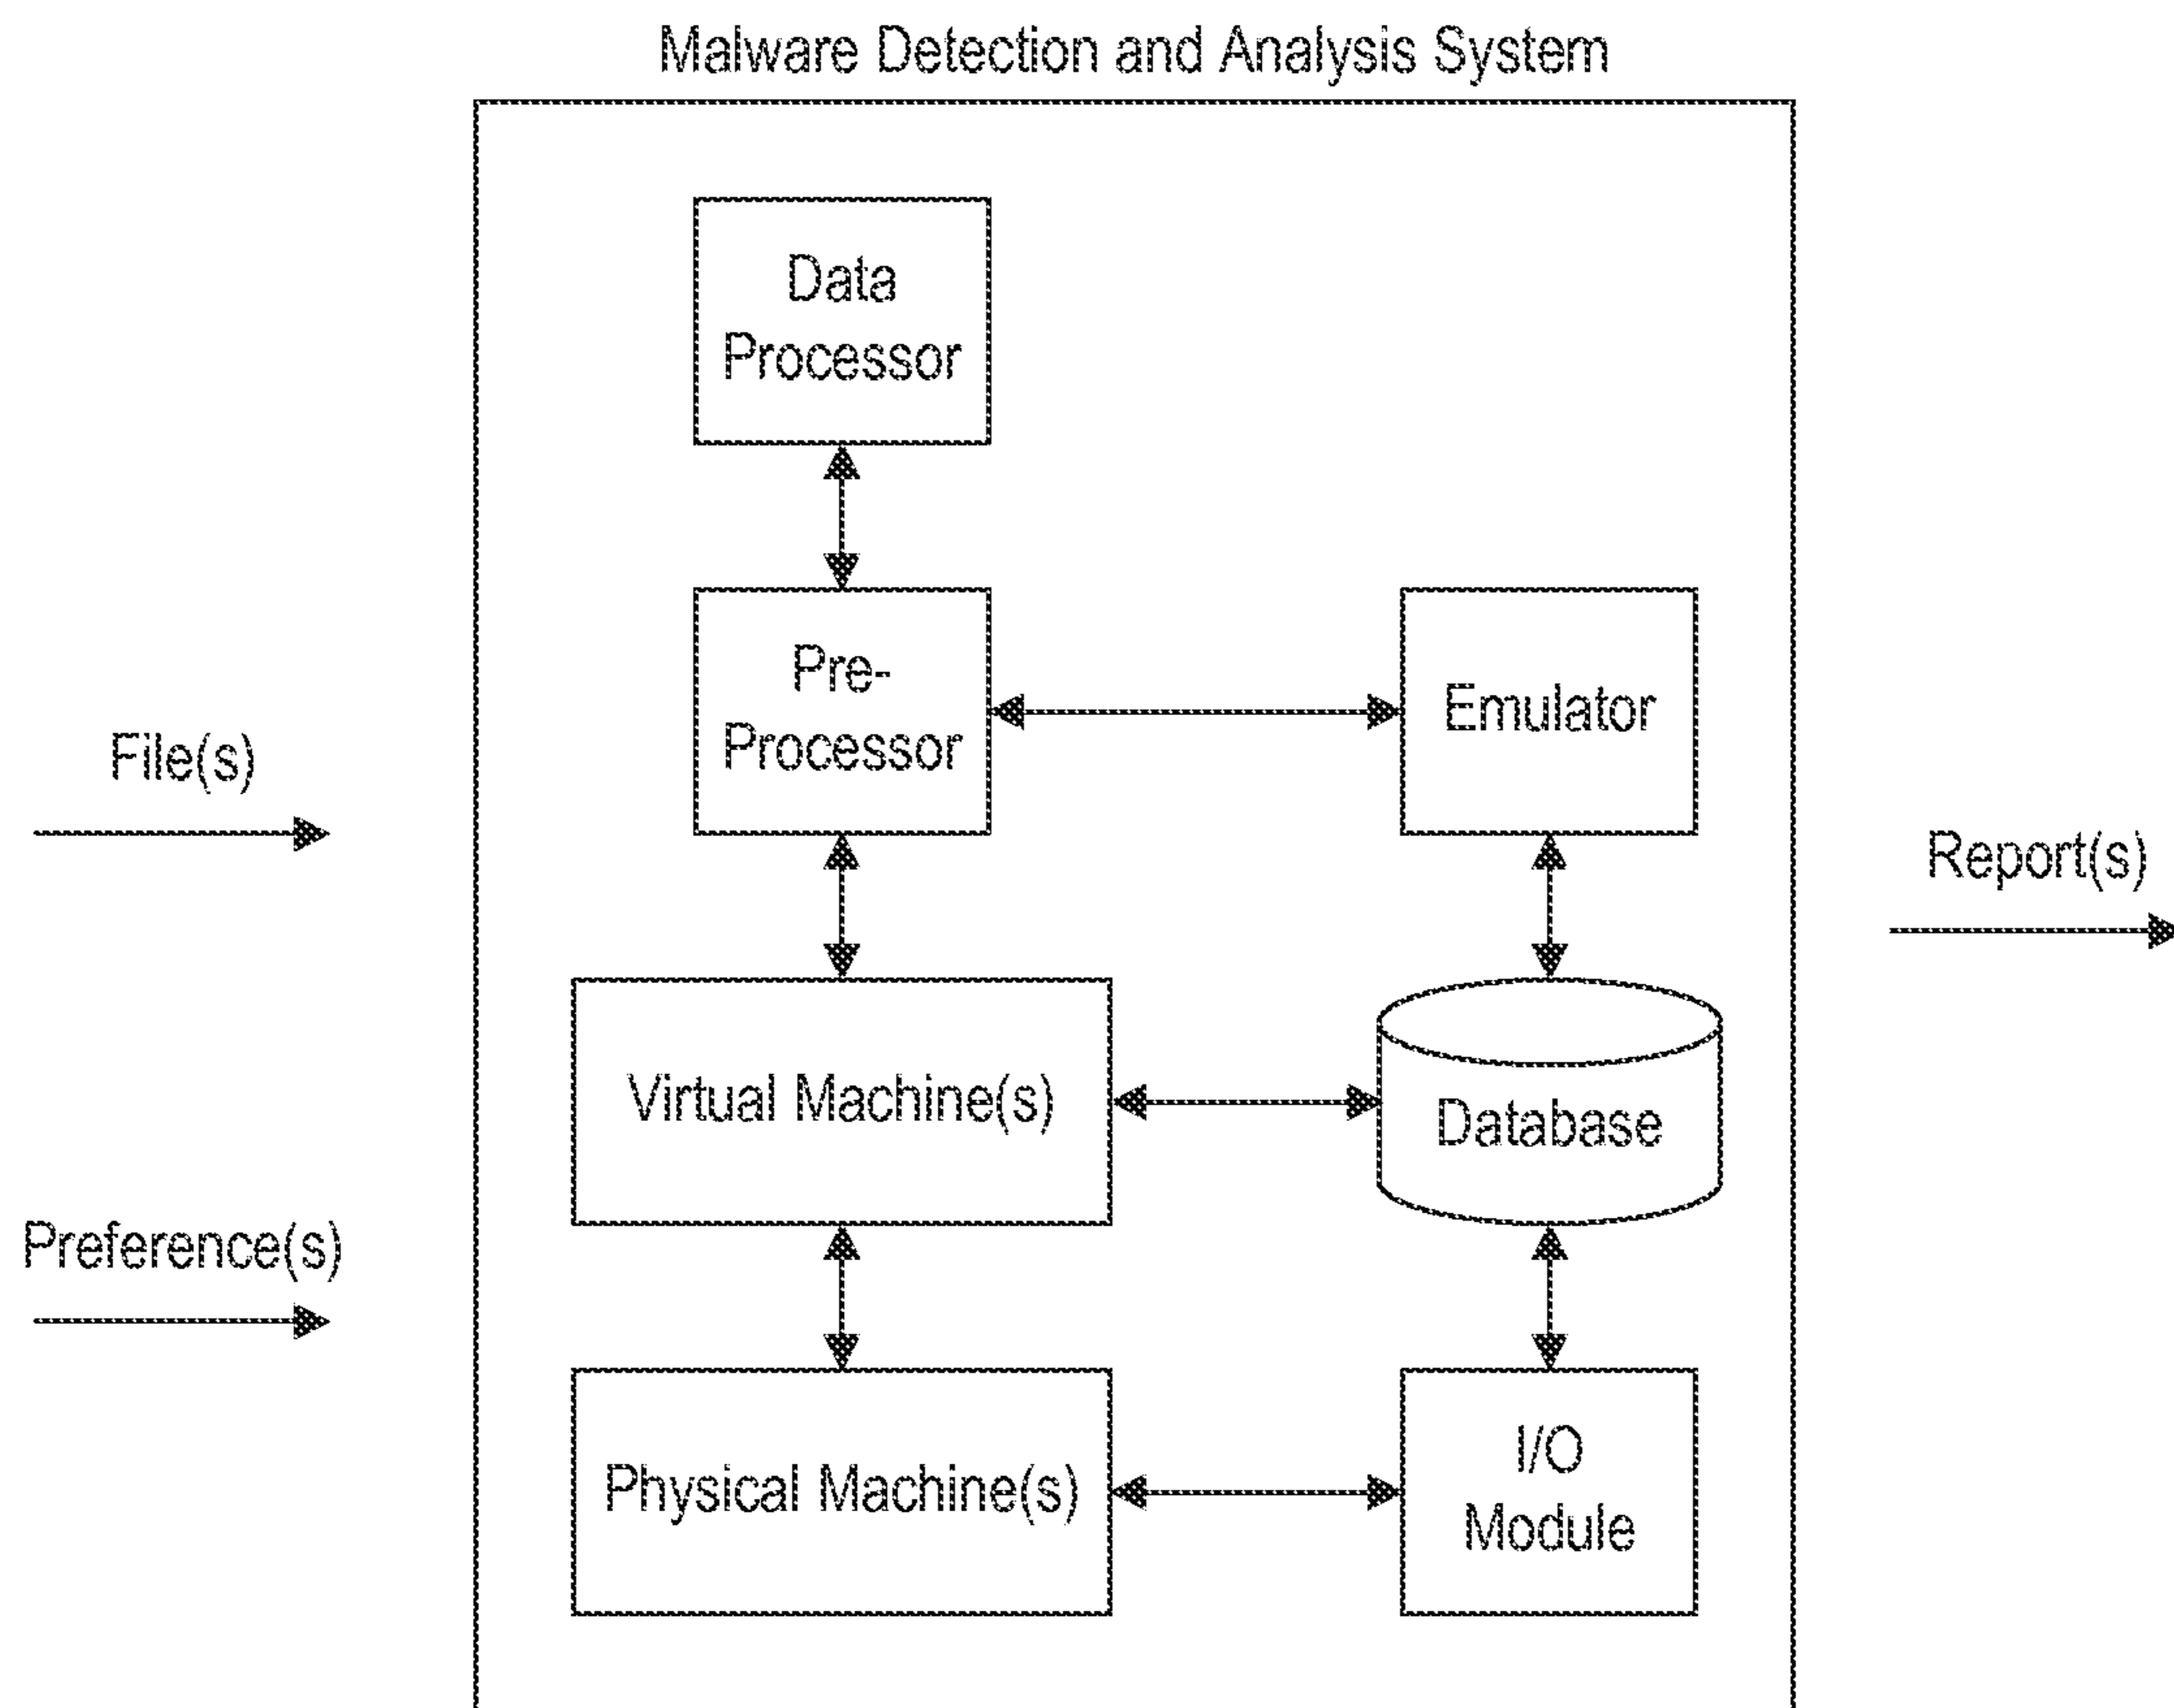 Malware Detection and Analysis System
Data
Processor
Pre-
Processor
Emulator
File(s)
Report(s)
Virtual Machine(s)
Database
Preference(s)
Physical Machine(s)
I/O
Module